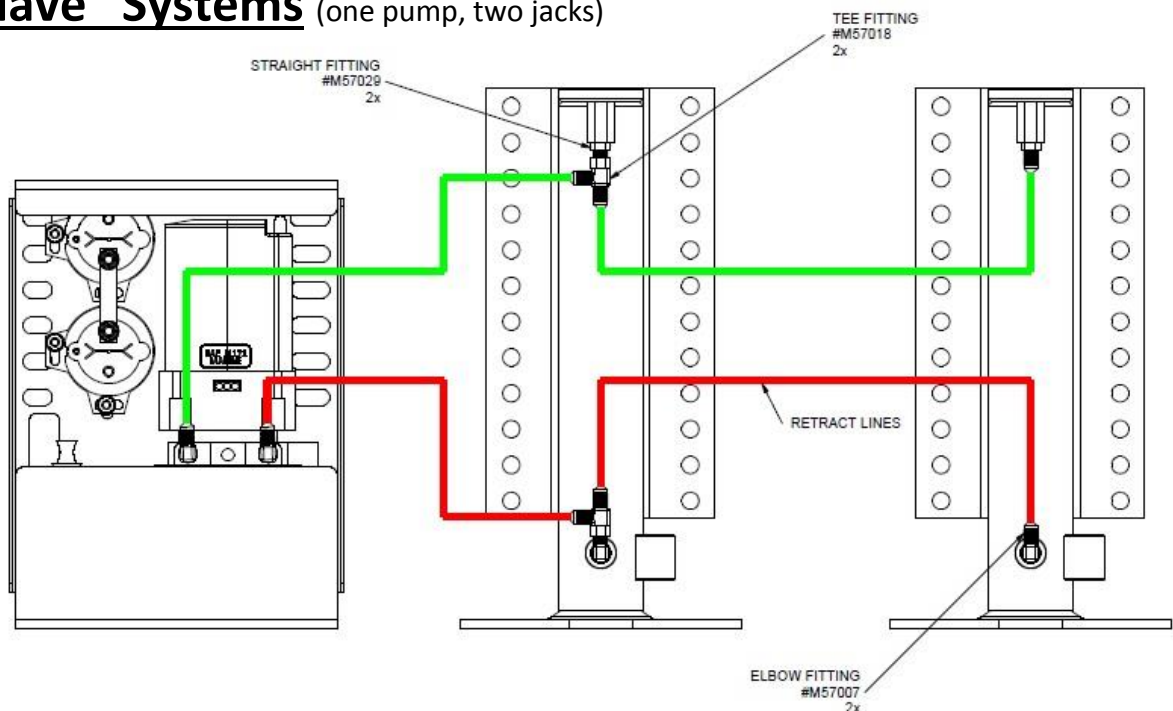 lave" Systems (one pump, two jacks)
TEE FITTING
#M57018
2x
STRAIGHT FITTING
#M57029
2x
RETRACT LINES
ELBOW FITTING
#M57007
2x